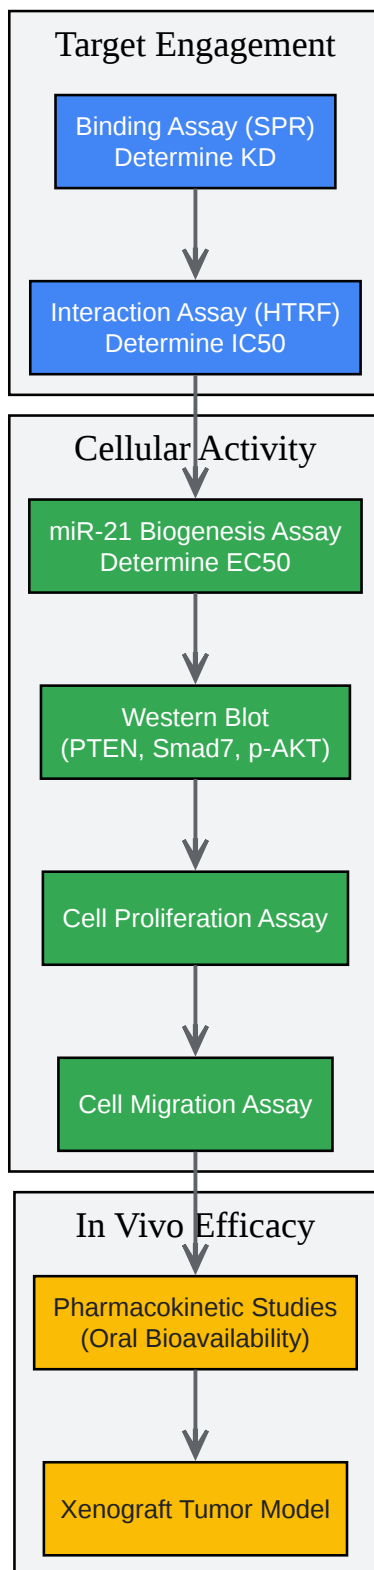 Target Engagement
Binding Assay (SPR)
Determine KD
Interaction Assay (HTRF)
Determine IC50
Cellular Activity
miR-21 Biogenesis Assay
Determine EC50
Western Blot
(PTEN, Smad7, p-AKT)
Cell Proliferation Assay
Cell Migration Assay
In Vivo Efficacy
Pharmacokinetic Studies
(Oral Bioavailability)
Xenograft Tumor Model